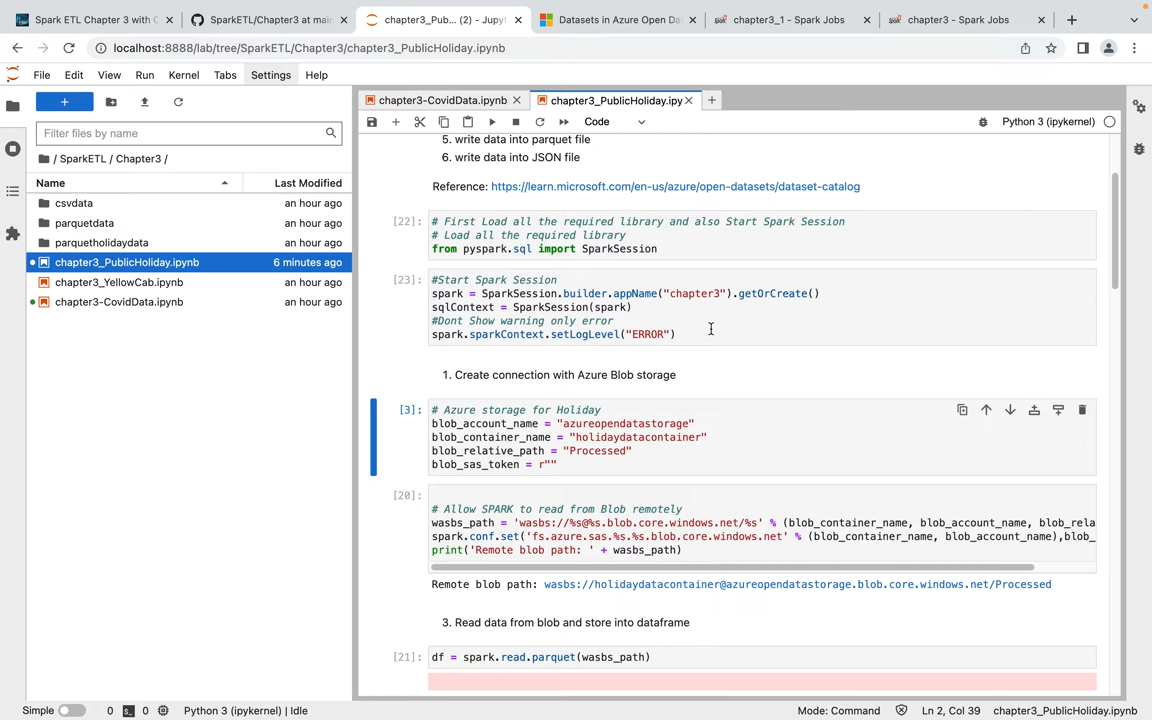 Spark ETL Chapter 3 with C
SparkETL/Chapter3 at mai
chapter3_Pub... (2) - Jupyt
Datasets in Azure Open Da
chapter3_1 - Spark Jobs
chapter3 - Spark Jobs
localhost:8888/lab/tree/SparkETL/Chapter3/chapter3_PublicHoliday.ipynb
File Edit View Run Kernel Tabs Settings Help
chapter3-CovidData.ipynb
chapter3_PublicHoliday.ipy
Filter files by name
Code
Python 3 (ipykernel)
/ SparkETL / Chapter3 /
Name Last Modified
csvdata an hour ago
parquetdata an hour ago
parquetholidaydata an hour ago
chapter3_PublicHoliday.ipynb 6 minutes ago
chapter3_YellowCab.ipynb an hour ago
chapter3-CovidData.ipynb an hour ago
5. write data into parquet file
6. write data into JSON file
Reference: https://learn.microsoft.com/en-us/azure/open-datasets/dataset-catalog
[22]: # First Load all the required library and also Start Spark Session
# Load all the required library
from pyspark.sql import SparkSession
[23]: #Start Spark Session
spark = SparkSession.builder.appName("chapter3").getOrCreate()
sqlContext = SparkSession(spark)
#Dont Show warning only error
spark.sparkContext.setLogLevel("ERROR")
1. Create connection with Azure Blob storage
[3]: # Azure storage for Holiday
blob_account_name = "azureopendatastorage"
blob_container_name = "holidaydatacontainer"
blob_relative_path = "Processed"
blob_sas_token = r""
[20]:
# Allow SPARK to read from Blob remotely
wasbs_path = 'wasbs://%s@%s.blob.core.windows.net/%s' % (blob_container_name, blob_account_name, blob_rela
spark.conf.set('fs.azure.sas.%s.%s.blob.core.windows.net' % (blob_container_name, blob_account_name),blob_
print('Remote blob path: ' + wasbs_path)
Remote blob path: wasbs://holidaydatacontainer@azureopendatastorage.blob.core.windows.net/Processed
3. Read data from blob and store into dataframe
[21]: df = spark.read.parquet(wasbs_path)
Simple 0 0 Python 3 (ipykernel) | Idle Mode: Command Ln 2, Col 39 chapter3_PublicHoliday.ipynb